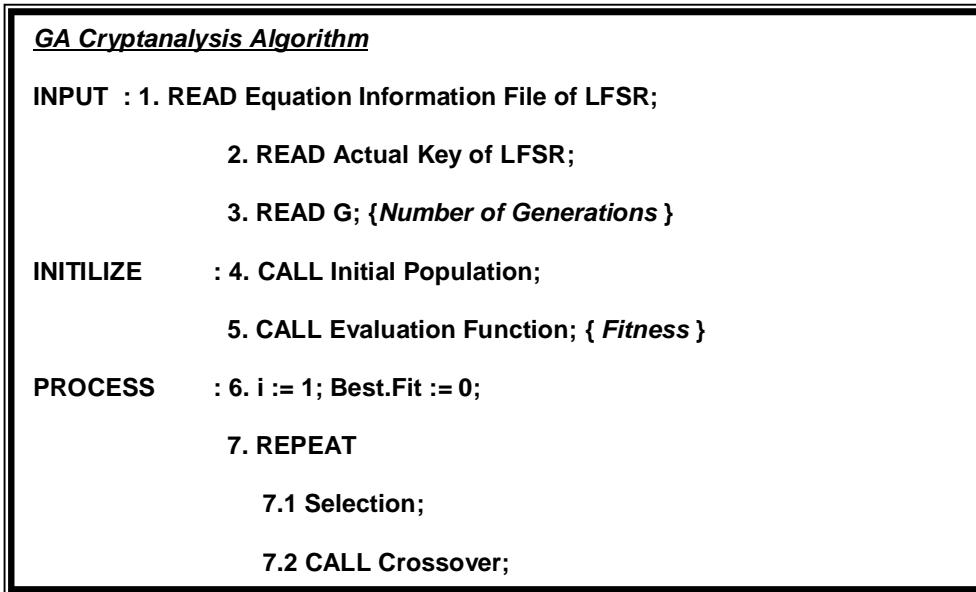 GA Cryptanalysis Algorithm
INPUT : 1. READ Equation Information File of LFSR;
2. READ Actual Key of LFSR;
3. READ G; {Number of Generations }
INITILIZE : 4. CALL Initial Population;
5. CALL Evaluation Function; { Fitness }
PROCESS : 6. i := 1; Best.Fit := 0;
7. REPEAT
7.1 Selection;
7.2 CALL Crossover;